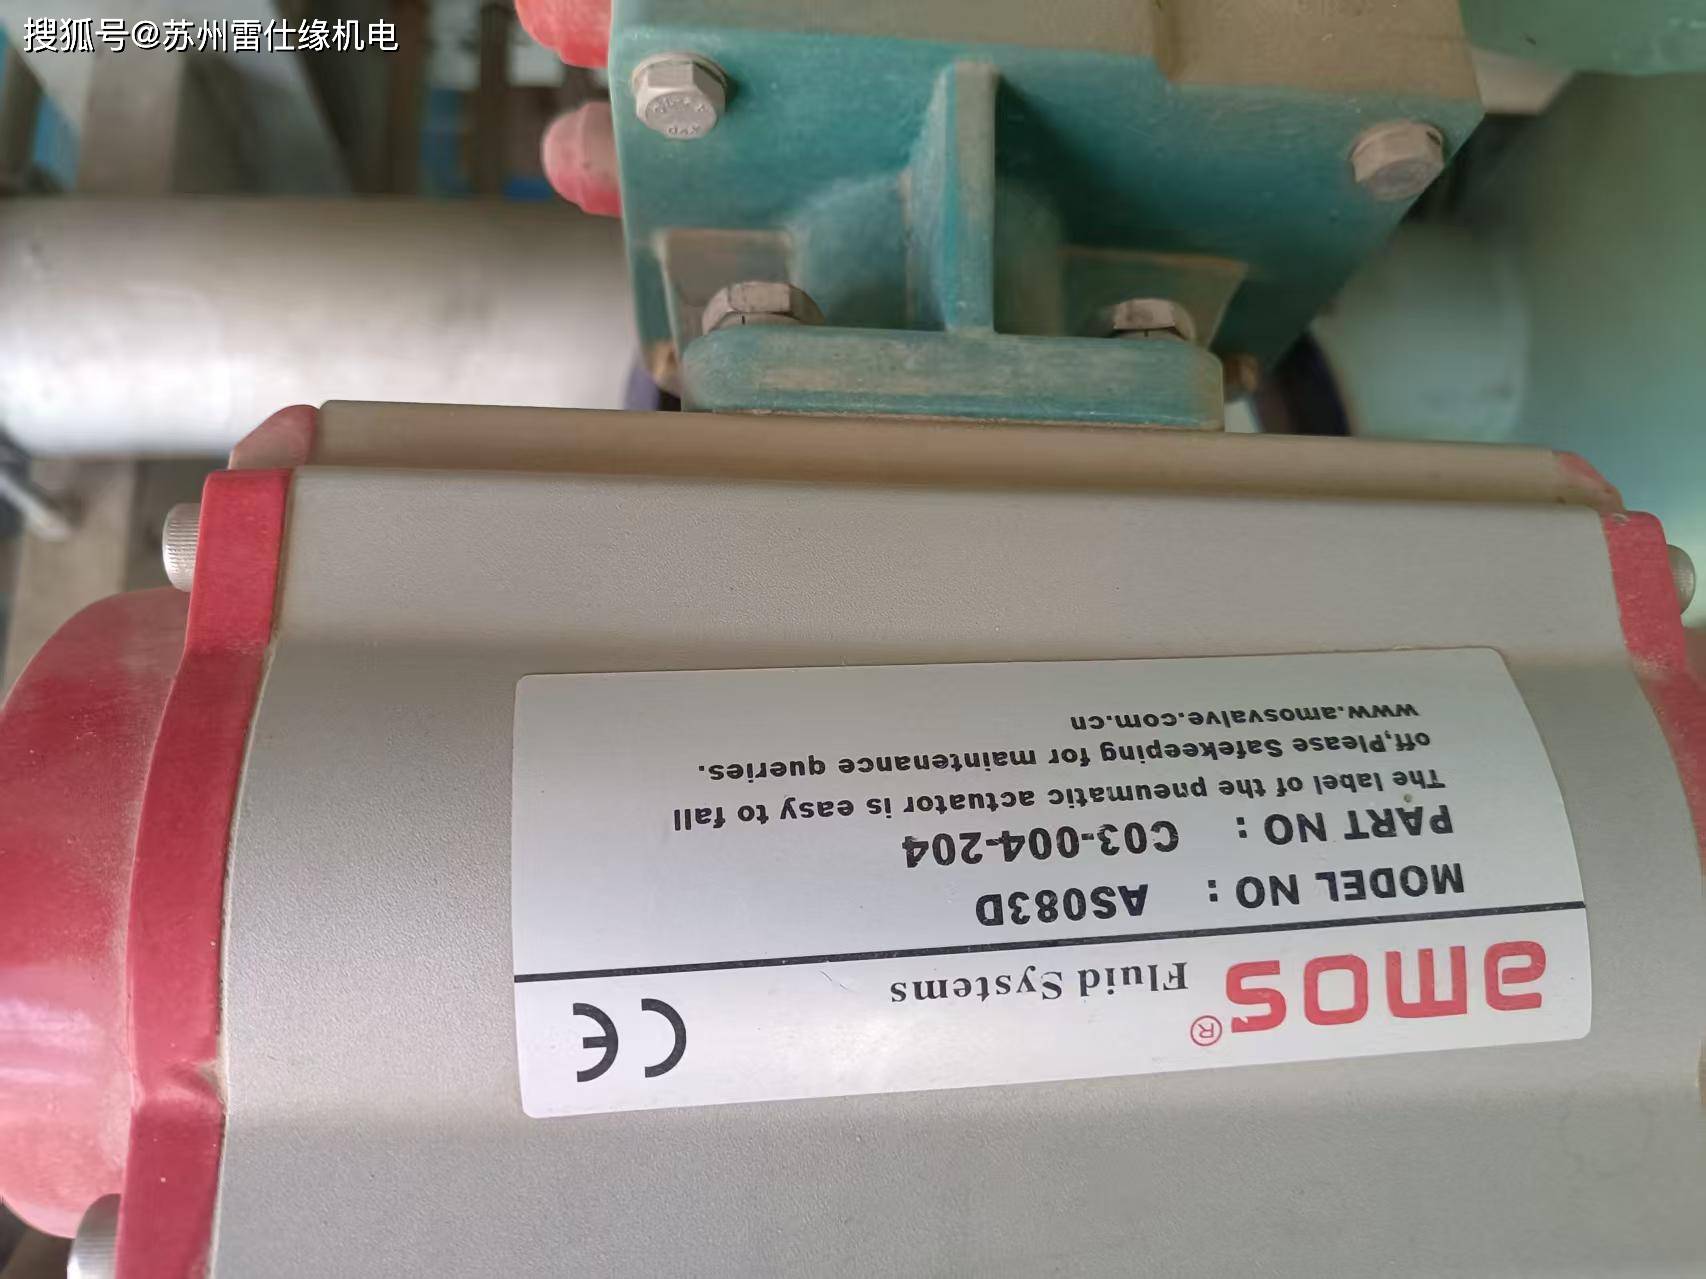 搜狐号@苏州雷仕缘机电
amos® Fluid Systems CE
MODEL NO： AS083D
PART NO： C03-004-204
The label of the pneumatic actuator is easy to fall
off,Please Safekeeping for maintenance queries.
www.amosvalve.com.cn